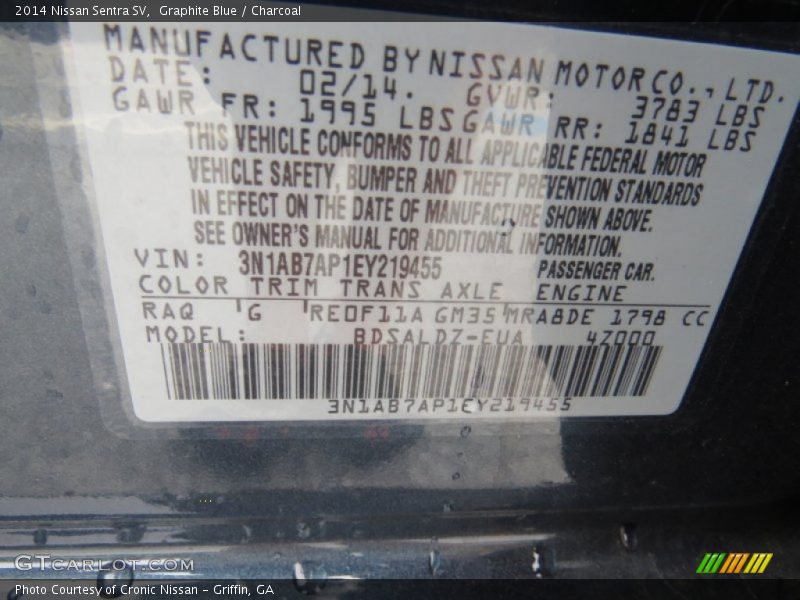 2014 Nissan Sentra SV,  Graphite Blue / Charcoal
MANUFACTURED BY NISSAN MOTOR CO., LTD.
DATE: 02/14. GVWR: 3783 LBS
GAWR FR: 1995 LBS GAWR RR: 1841 LBS
THIS VEHICLE CONFORMS TO ALL APPLICABLE FEDERAL MOTOR
VEHICLE SAFETY, BUMPER AND THEFT PREVENTION STANDARDS
IN EFFECT ON THE DATE OF MANUFACTURE SHOWN ABOVE.
SEE OWNER'S MANUAL FOR ADDITIONAL INFORMATION.
VIN: 3N1AB7AP1EY219455 PASSENGER CAR.
COLOR TRIM TRANS AXLE ENGINE
RAQ G RE0F11A GM35 MRA8DE 1798 CC
MODEL: BDSALDZ-EUA 4Z000
3N1AB7AP1EY219455
GTCARLOT.COM
Photo Courtesy of Cronic Nissan - Griffin, GA